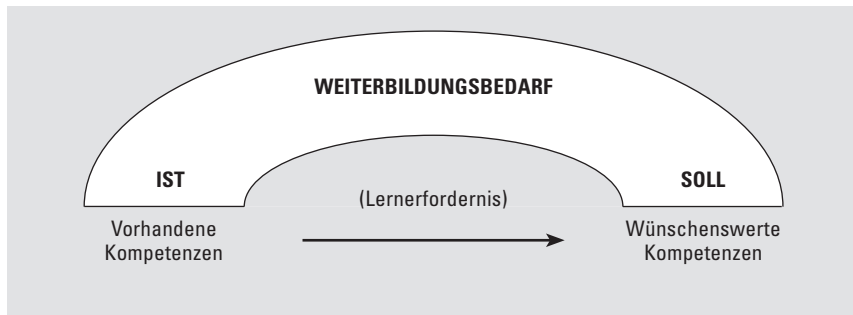 WEITERBILDUNGSBEDARF
IST
SOLL
(Lernerfordernis)
Vorhandene
Kompetenzen
Wünschenswerte
Kompetenzen